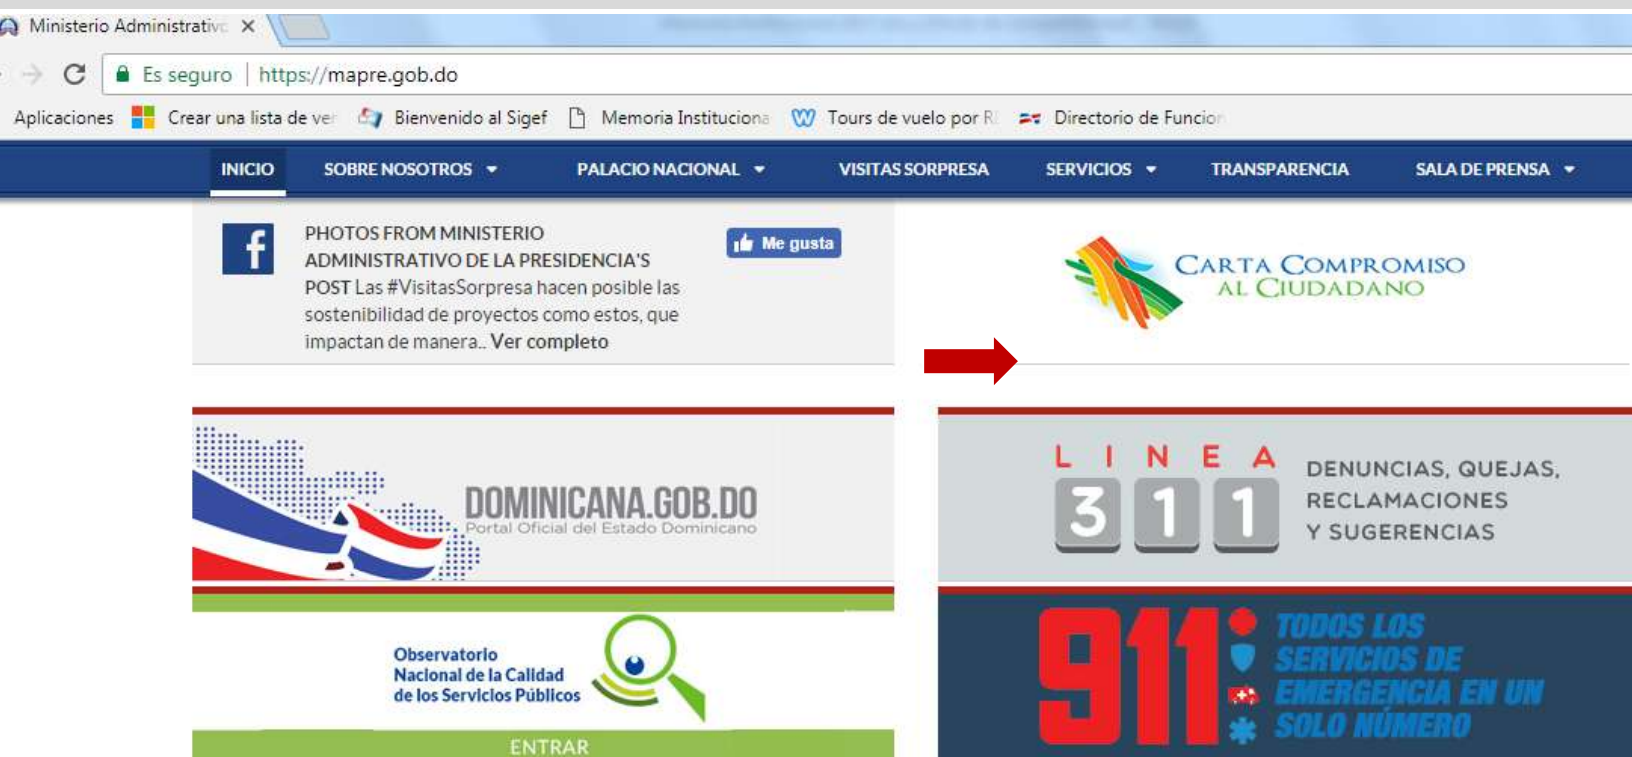 Ministerio Administrativo
Es seguro https://mapre.gob.do
Aplicaciones Crear una lista de ver Bienvenido al Sigef Memoria Instituciona Tours de vuelo por R Directorio de Funcion
INICIO SOBRE NOSOTROS PALACIO NACIONAL VISITAS SORPRESA SERVICIOS TRANSPARENCIA SALA DE PRENSA
f
PHOTOS FROM MINISTERIO
ADMINISTRATIVO DE LA PRESIDENCIA'S
POST Las #VisitasSorpresa hacen posible las
sostenibilidad de proyectos como estos, que
impactan de manera.. Ver completo
Me gusta
CARTA COMPROMISO
AL CIUDADANO
DOMINICANA.GOB.DO
Portal Oficial del Estado Dominicano
LINEA
311
DENUNCIAS, QUEJAS,
RECLAMACIONES
Y SUGERENCIAS
Observatorio
Nacional de la Calidad
de los Servicios Públicos
ENTRAR
911
TODOS LOS
SERVICIOS DE
EMERGENCIA EN UN
SOLO NÚMERO